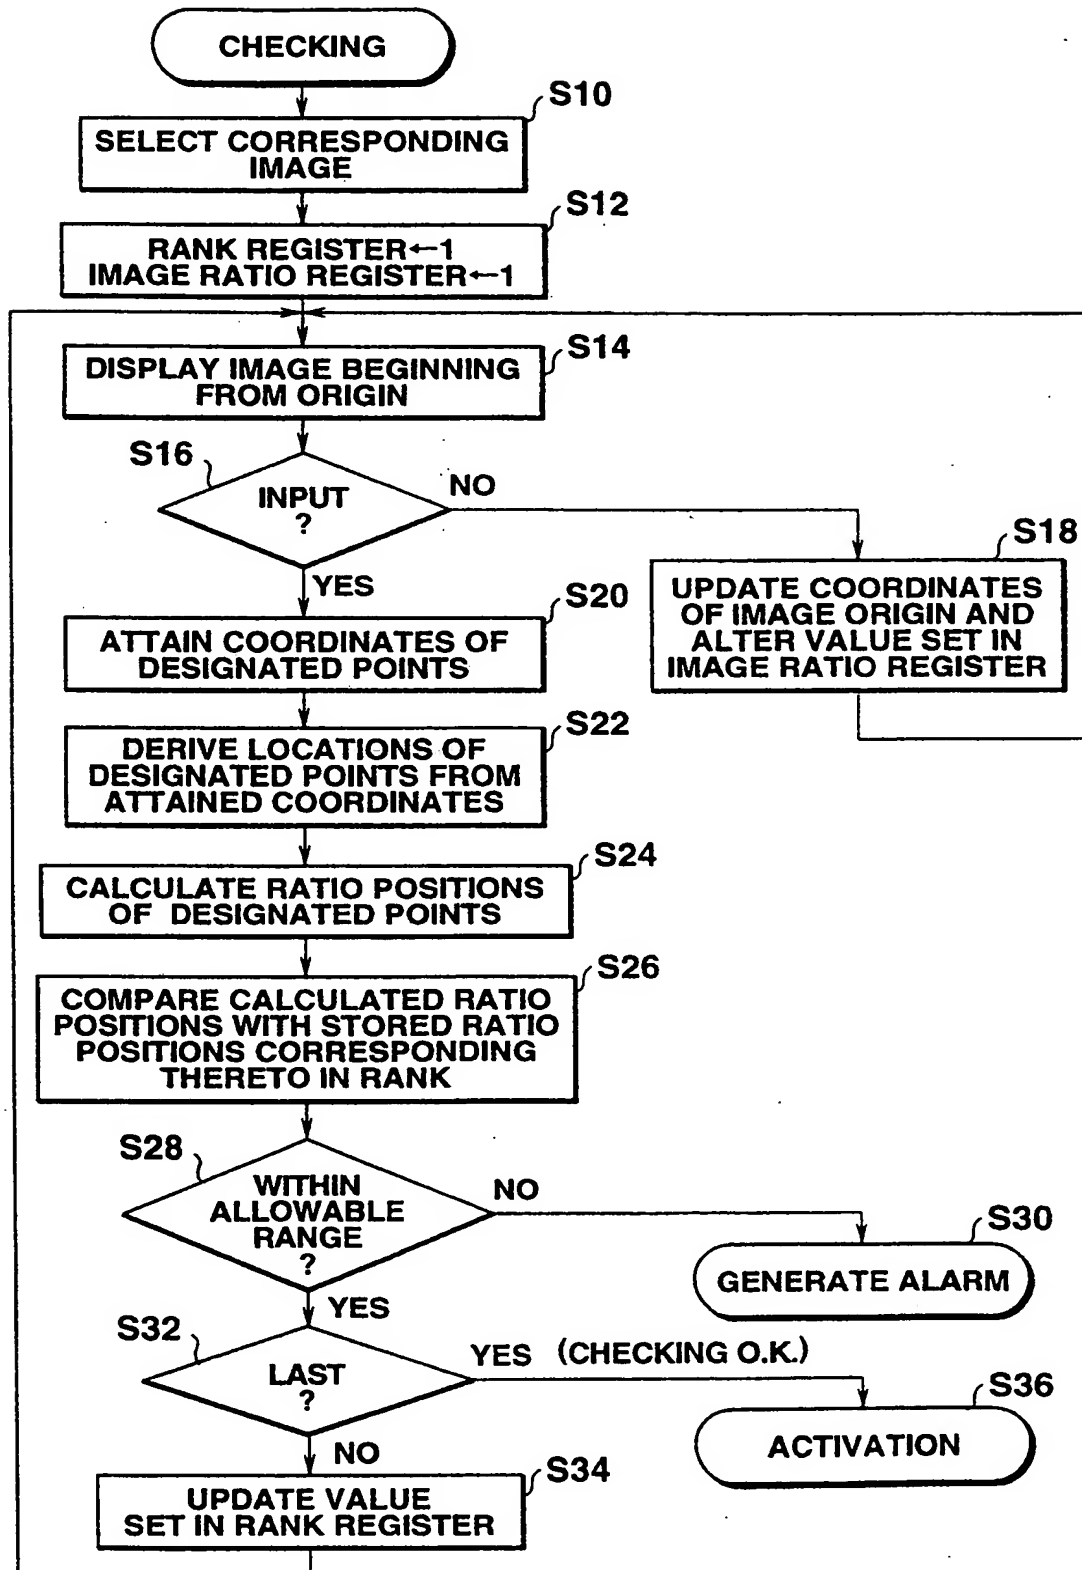 CHECKING
S10
SELECT CORRESPONDING
IMAGE
S12
RANK REGISTER←1
IMAGE RATIO REGISTER←1
S14
DISPLAY IMAGE BEGINNING
FROM ORIGIN
S16
INPUT
?
NO
YES
S18
UPDATE COORDINATES
OF IMAGE ORIGIN AND
ALTER VALUE SET IN
IMAGE RATIO REGISTER
S20
ATTAIN COORDINATES OF
DESIGNATED POINTS
S22
DERIVE LOCATIONS OF
DESIGNATED POINTS FROM
ATTAINED COORDINATES
S24
CALCULATE RATIO POSITIONS
OF DESIGNATED POINTS
S26
COMPARE CALCULATED RATIO
POSITIONS WITH STORED RATIO
POSITIONS CORRESPONDING
THERETO IN RANK
S28
WITHIN
ALLOWABLE
RANGE
?
NO
YES
S30
GENERATE ALARM
S32
LAST
?
YES (CHECKING O.K.)
NO
S36
ACTIVATION
S34
UPDATE VALUE
SET IN RANK REGISTER